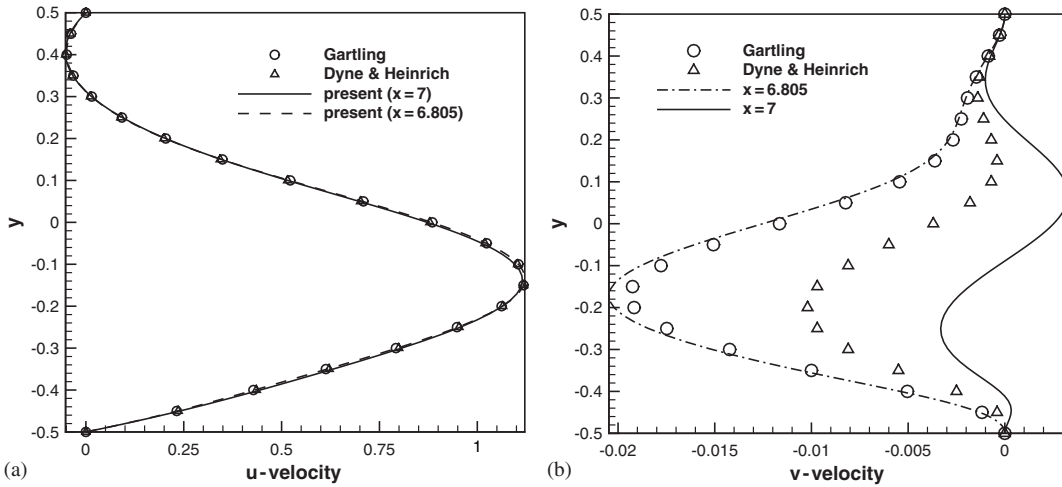 0.5
0.4
0.3
0.2
0.1
0
-0.1
-0.2
-0.3
-0.4
-0.5
y
0
0.25
0.5
0.75
1
u-velocity
Gartling
Dyne & Heinrich
present (x = 7)
present (x = 6.805)
(a)
0.5
0.4
0.3
0.2
0.1
0
-0.1
-0.2
-0.3
-0.4
-0.5
y
-0.02
-0.015
-0.01
-0.005
0
v-velocity
Gartling
Dyne & Heinrich
x = 6.805
x = 7
(b)